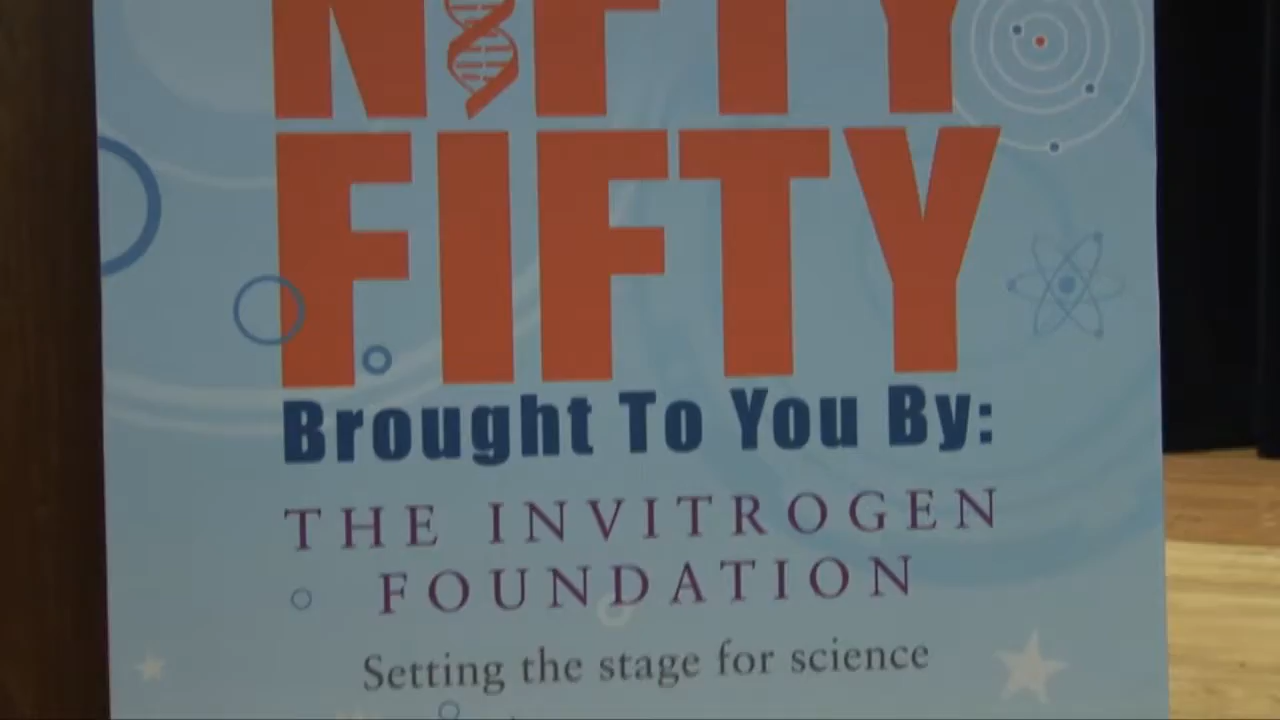 NIFTY
FIFTY
Brought To You By:
THE INVITROGEN
FOUNDATION
Setting the stage for science